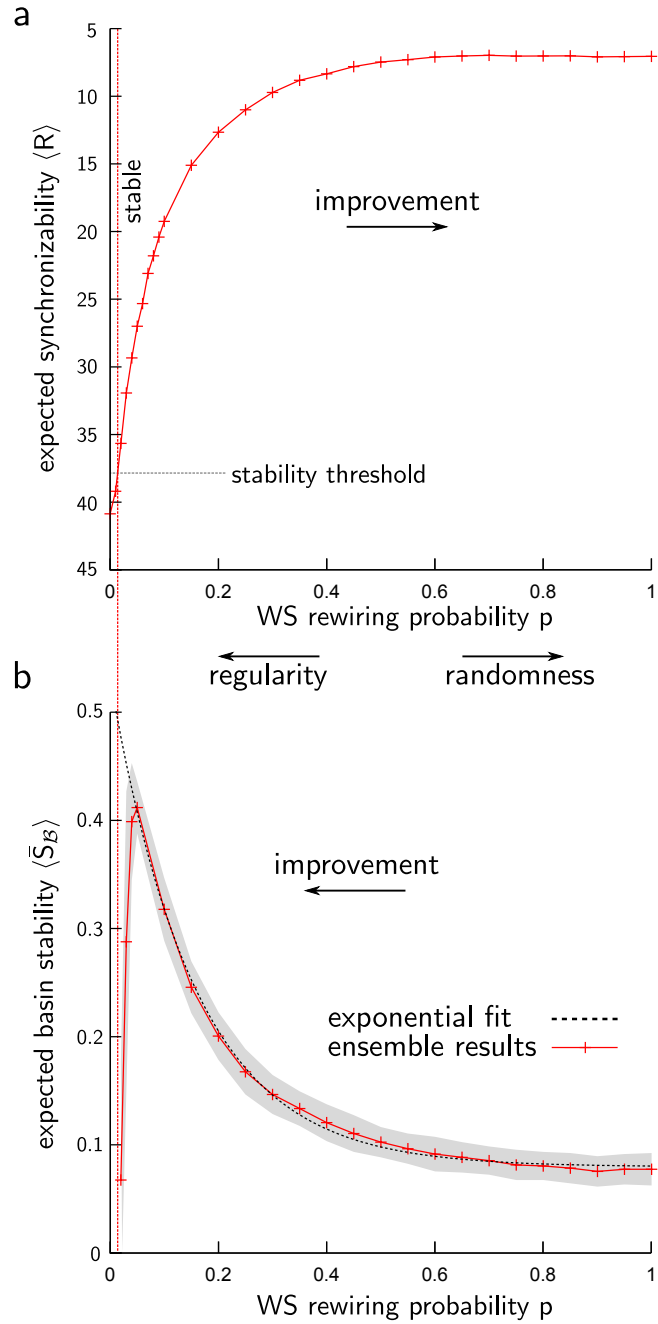 a
5
10
15
20
25
30
35
40
45
expected synchronizability ⟨R⟩
stable
improvement
stability threshold
0
0.2
0.4
0.6
0.8
1
WS rewiring probability p
regularity
randomness
b
0.5
0.4
0.3
0.2
0.1
0
expected basin stability ⟨S̄_ℬ⟩
improvement
exponential fit
ensemble results
0
0.2
0.4
0.6
0.8
1
WS rewiring probability p